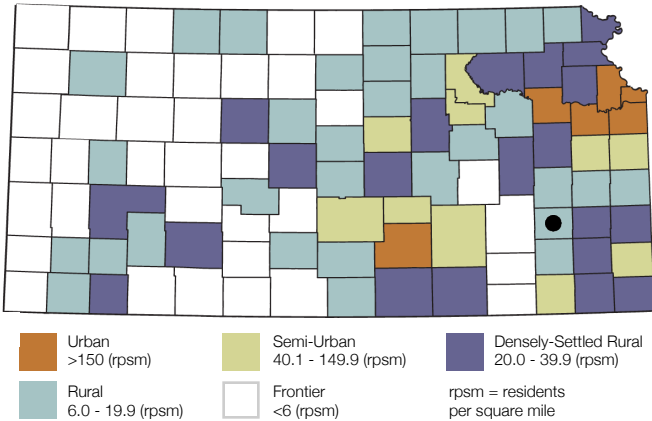 Urban
>150 (rpsm)
Semi-Urban
40.1 - 149.9 (rpsm)
Densely-Settled Rural
20.0 - 39.9 (rpsm)
Rural
6.0 - 19.9 (rpsm)
Frontier
<6 (rpsm)
rpsm = residents
per square mile